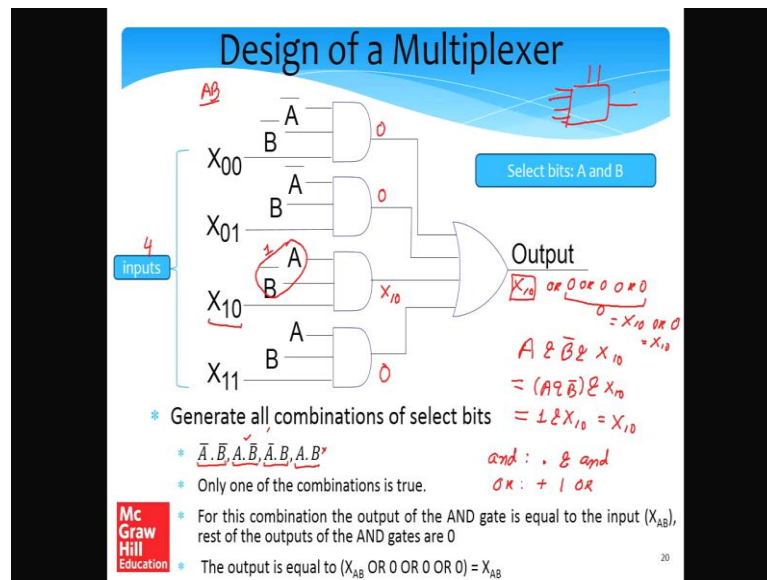 Design of a Multiplexer
AB
A̅
B̅
X₀₀
0
A̅
B
X₀₁
0
Select bits: A and B
4
inputs
1
A
B̅
X₁₀
X₁₀
A
B
X₁₁
0
Output
X₁₀ OR 0 OR 0 OR 0
0
= X₁₀ OR 0
= X₁₀
A & B̅ & X₁₀
= (A & B̅) & X₁₀
= 1 & X₁₀ = X₁₀
* Generate all combinations of select bits
* A̅.B̅, A.B̅, A̅.B, A.B
and : . & and
OR : + | OR
* Only one of the combinations is true.
* For this combination the output of the AND gate is equal to the input (X_AB),
rest of the outputs of the AND gates are 0
* The output is equal to (X_AB OR 0 OR 0 OR 0) = X_AB
Mc
Graw
Hill
Education
20